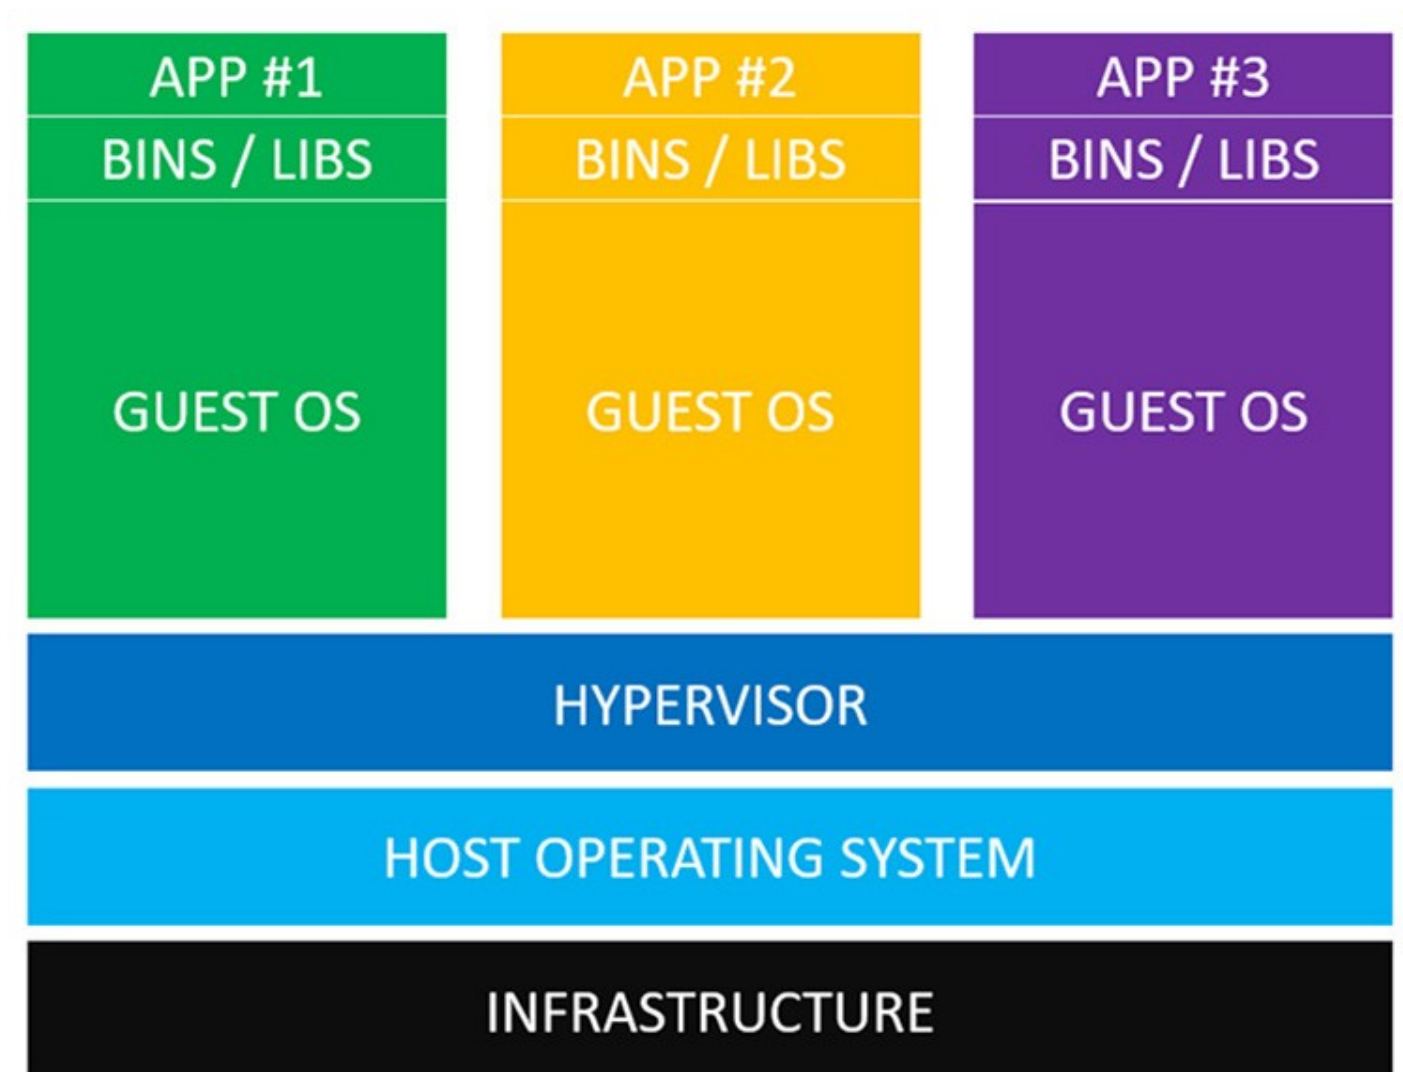 APP #1
BINS / LIBS
GUEST OS
APP #2
BINS / LIBS
GUEST OS
APP #3
BINS / LIBS
GUEST OS
HYPERVISOR
HOST OPERATING SYSTEM
INFRASTRUCTURE